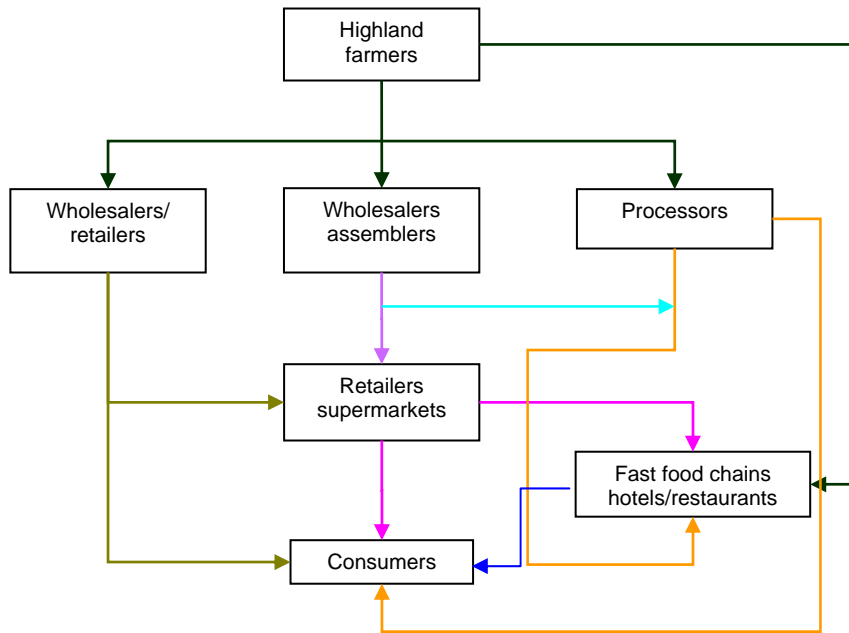 Highland
farmers
Wholesalers/
retailers
Wholesalers
assemblers
Processors
Retailers
supermarkets
Fast food chains
hotels/restaurants
Consumers